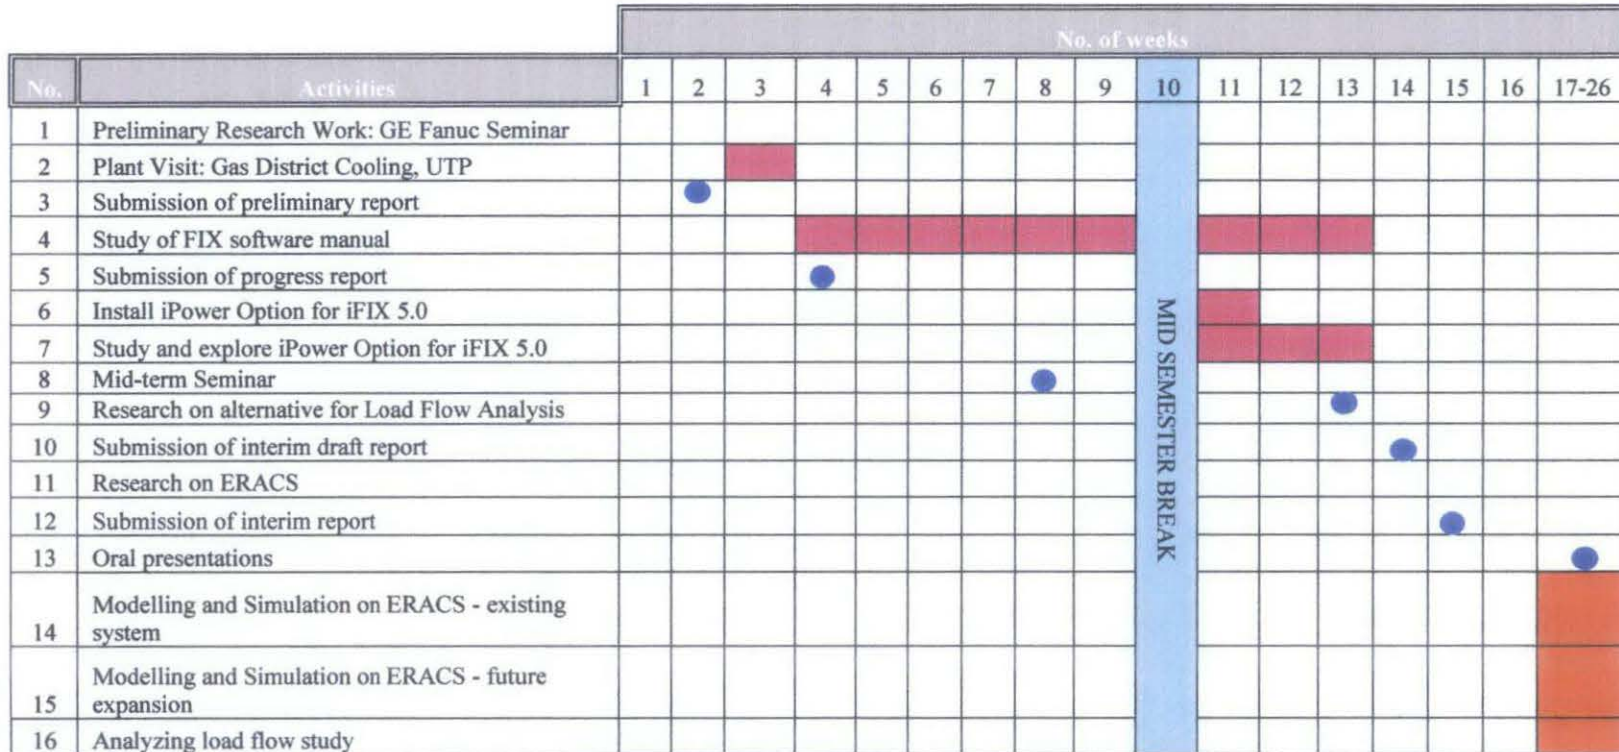 No. of weeks
No. Activities 1 2 3 4 5 6 7 8 9 10 11 12 13 14 15 16 17-26
1 Preliminary Research Work: GE Fanuc Seminar
2 Plant Visit: Gas District Cooling, UTP
3 Submission of preliminary report
4 Study of FIX software manual
5 Submission of progress report
6 Install iPower Option for iFIX 5.0
7 Study and explore iPower Option for iFIX 5.0
8 Mid-term Seminar
9 Research on alternative for Load Flow Analysis
10 Submission of interim draft report
11 Research on ERACS
12 Submission of interim report
13 Oral presentations
Modelling and Simulation on ERACS - existing
14 system
Modelling and Simulation on ERACS - future
15 expansion
16 Analyzing load flow study
MID SEMESTER BREAK